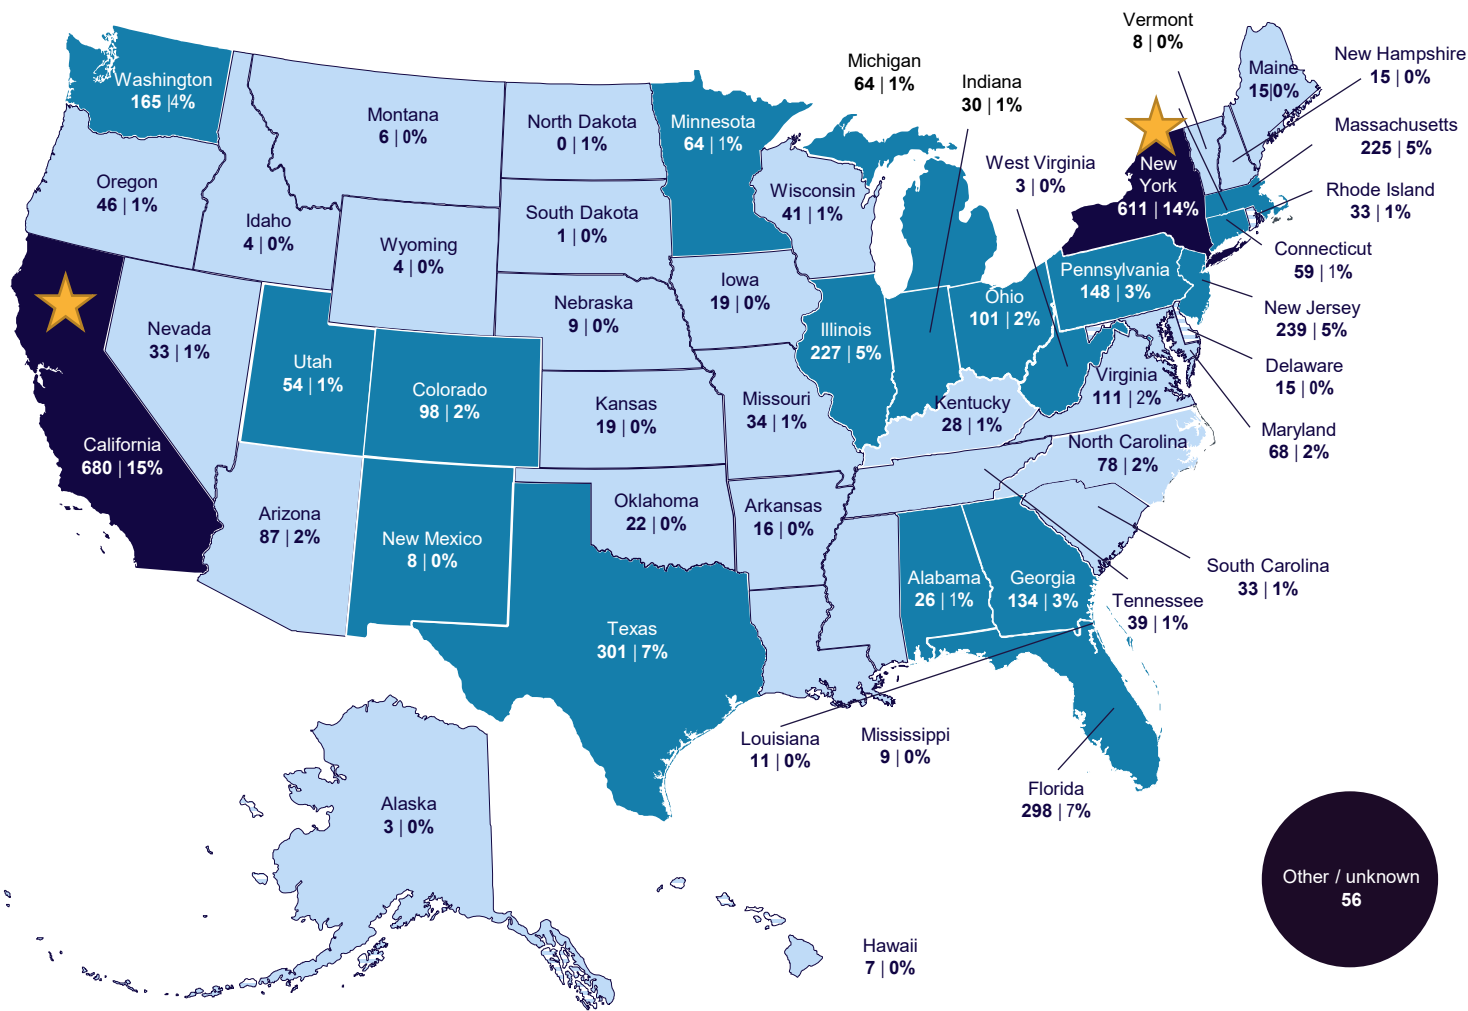 Vermont
8 | 0%
Michigan
64 | 1%
Indiana
30 | 1%
New Hampshire
15 | 0%
Maine
15|0%
Washington
165 |4%
Montana
6 | 0%
North Dakota
0 | 1%
Minnesota
64 | 1%
Massachusetts
225 | 5%
West Virginia
3 | 0%
New
York
611 | 14%
Oregon
46 | 1%
Wisconsin
41 | 1%
Rhode Island
33 | 1%
Idaho
4 | 0%
South Dakota
1 | 0%
Wyoming
4 | 0%
Connecticut
59 | 1%
Pennsylvania
148 | 3%
Iowa
19 | 0%
Nebraska
9 | 0%
Ohio
101 | 2%
New Jersey
239 | 5%
Nevada
33 | 1%
Illinois
227 | 5%
Utah
54 | 1%
Delaware
15 | 0%
Virginia
111 | 2%
Colorado
98 | 2%
Kansas
19 | 0%
Missouri
34 | 1%
Kentucky
28 | 1%
Maryland
68 | 2%
California
680 | 15%
North Carolina
78 | 2%
Arizona
87 | 2%
Oklahoma
22 | 0%
Arkansas
16 | 0%
New Mexico
8 | 0%
South Carolina
33 | 1%
Alabama
26 | 1%
Georgia
134 | 3%
Tennessee
39 | 1%
Texas
301 | 7%
Louisiana
11 | 0%
Mississippi
9 | 0%
Florida
298 | 7%
Alaska
3 | 0%
Other / unknown
56
Hawaii
7 | 0%